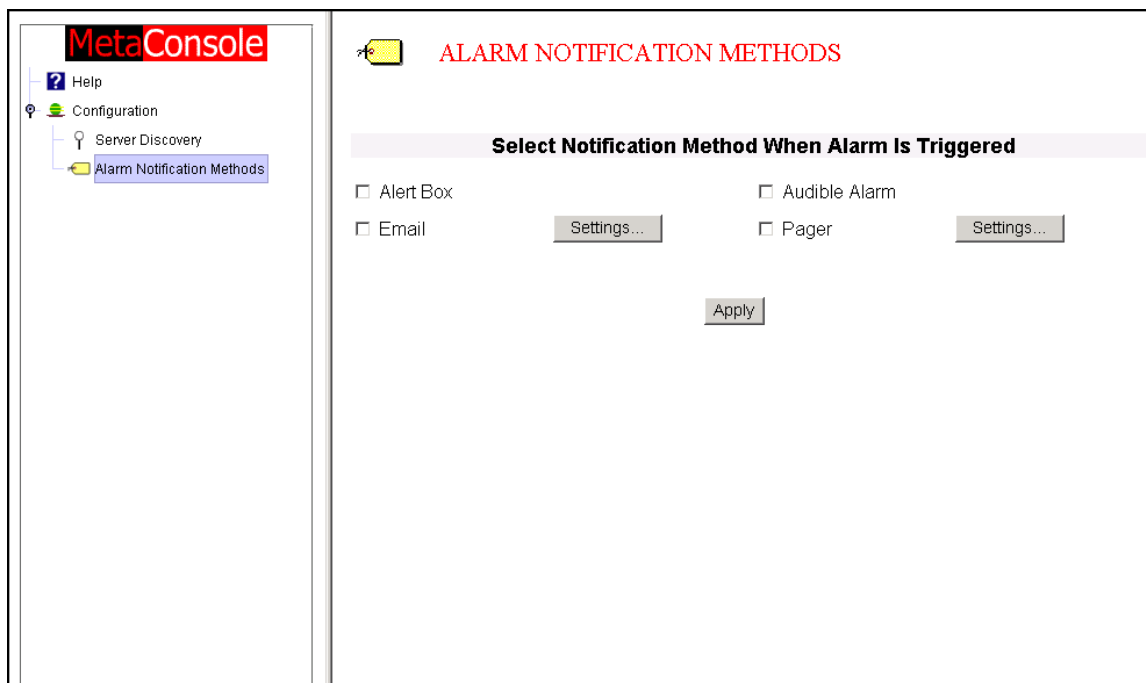 MetaConsole
? Help
Configuration
Server Discovery
Alarm Notification Methods
ALARM NOTIFICATION METHODS
Select Notification Method When Alarm Is Triggered
Alert Box
Audible Alarm
Email
Settings...
Pager
Settings...
Apply